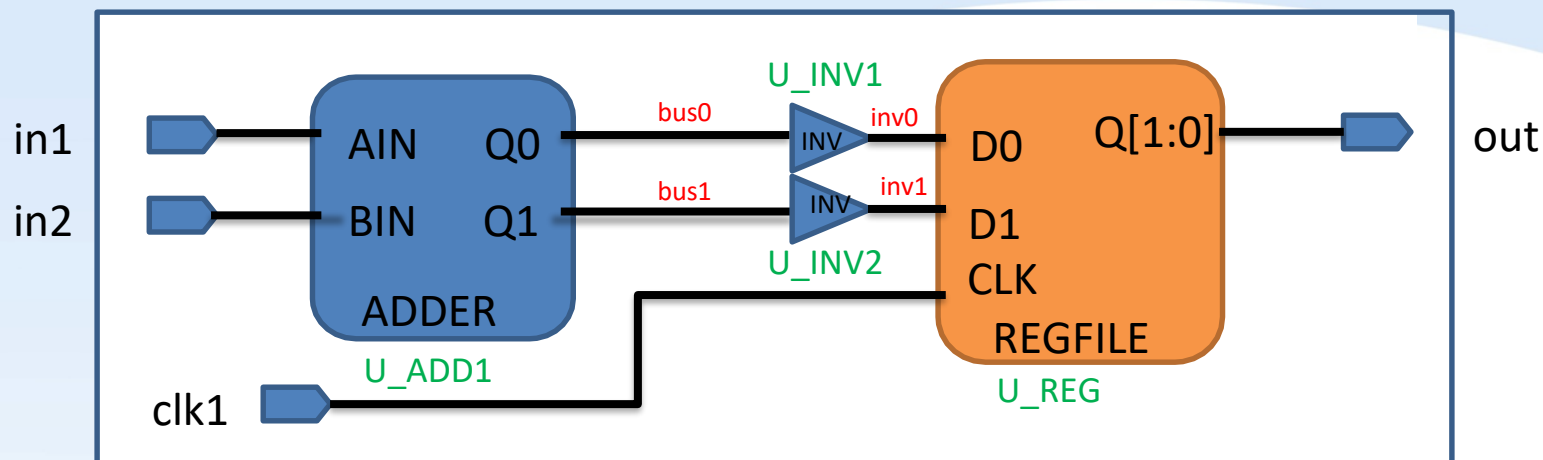 U_INV1
in1
AIN
Q0
bus0
INV
inv0
D0
Q[1:0]
out
in2
BIN
Q1
bus1
INV
inv1
D1
U_INV2
CLK
ADDER
REGFILE
U_ADD1
U_REG
clk1